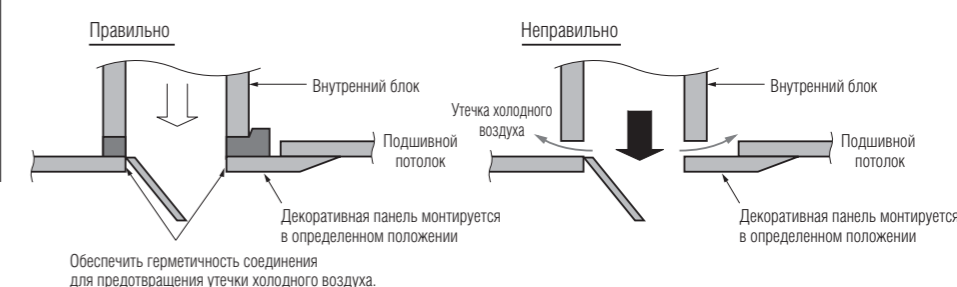 Правильно
Внутренний блок
Подшивной
потолок
Декоративная панель монтируется
в определенном положении
Обеспечить герметичность соединения
для предотвращения утечки холодного воздуха.
Неправильно
Внутренний блок
Утечка холодного
воздуха
Подшивной
потолок
Декоративная панель монтируется
в определенном положении